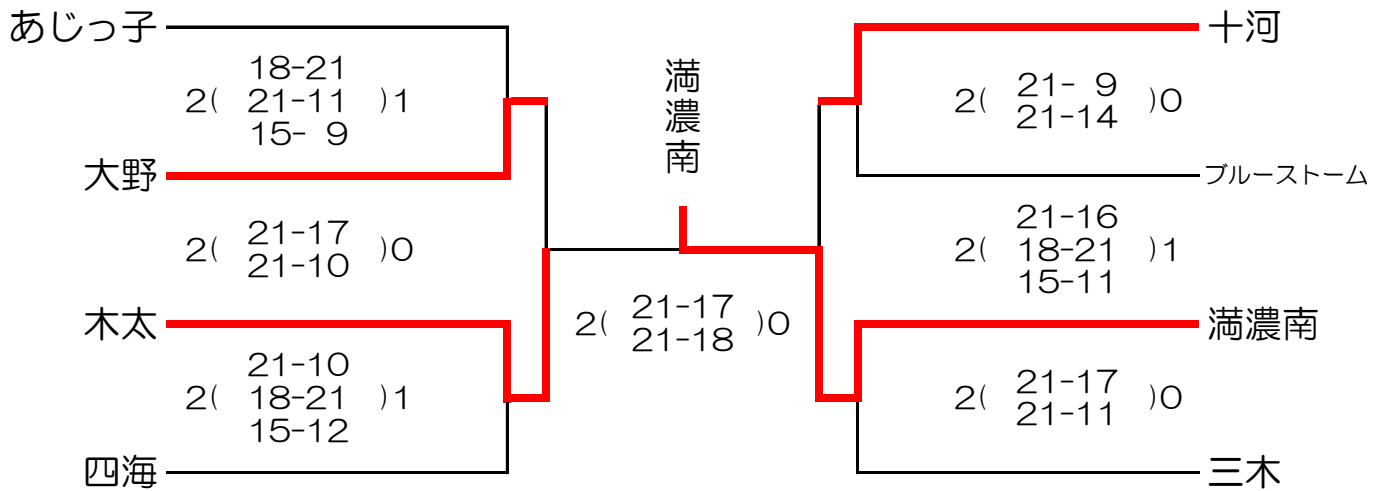 あじっ子
18-21
2( 21-11 )1
15- 9
大野
2( 21-17 )0
21-10
木太
21-10
2( 18-21 )1
15-12
四海
満濃南
2( 21-17 )0
21-18
十河
2( 21- 9 )0
21-14
ブルーストーム
21-16
2( 18-21 )1
15-11
満濃南
2( 21-17 )0
21-11
三木